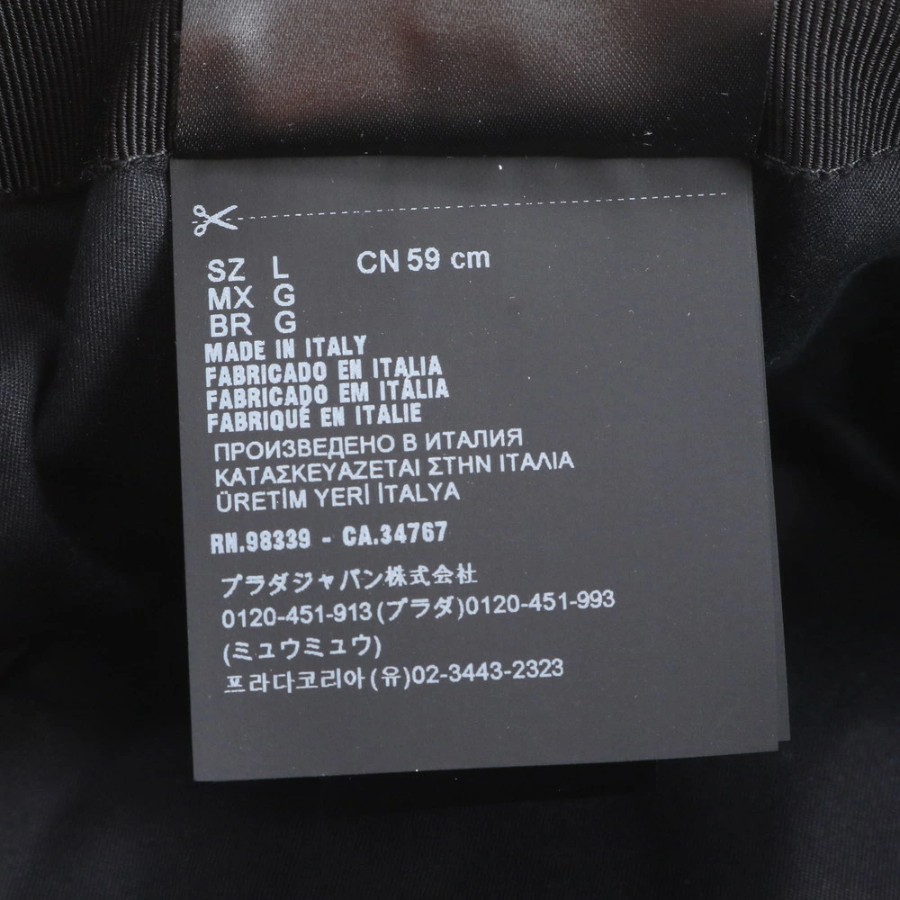 SZ L CN 59 cm
MX G
BR G
MADE IN ITALY
FABRICADO EN ITALIA
FABRICADO EM ITÁLIA
FABRIQUÉ EN ITALIE
ПРОИЗВЕДЕНО В ИТАЛИЯ
ΚΑΤΑΣΚΕΥΑΖΕΤΑΙ ΣΤΗΝ ΙΤΑΛΙΑ
ÜRETİM YERİ İTALYA
RN.98339 - CA.34767
プラダジャパン株式会社
0120-451-913(プラダ)0120-451-993
(ミュウミュウ)
프라다코리아(유)02-3443-2323